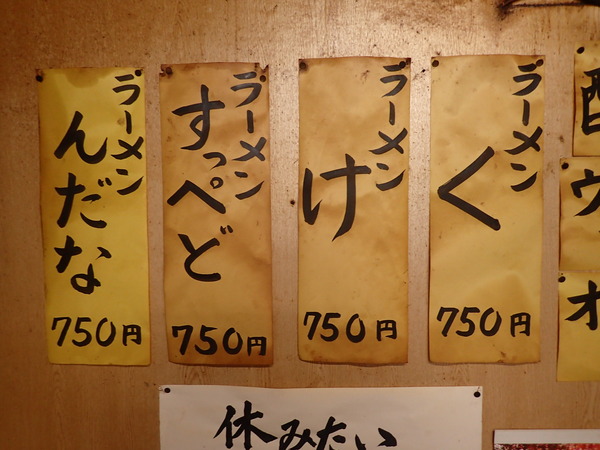 ラーメン
く
750円
ラーメン
け
750円
ラーメン
すっぺど
750円
ラーメン
んだな
750円
休みたい